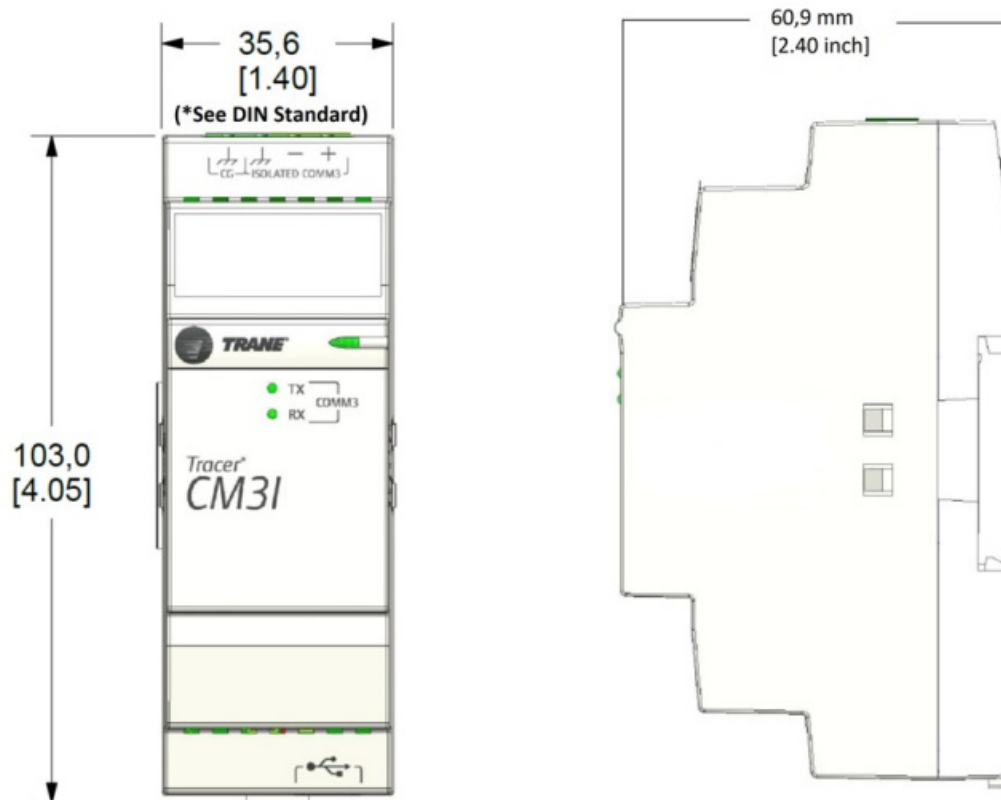 35,6
[1.40]
(*See DIN Standard)
60,9 mm
[2.40 inch]
− +
CG ISOLATED COMM3
TRANE®
TX
COMM3
RX
103,0
[4.05]
Tracer®
CM3I